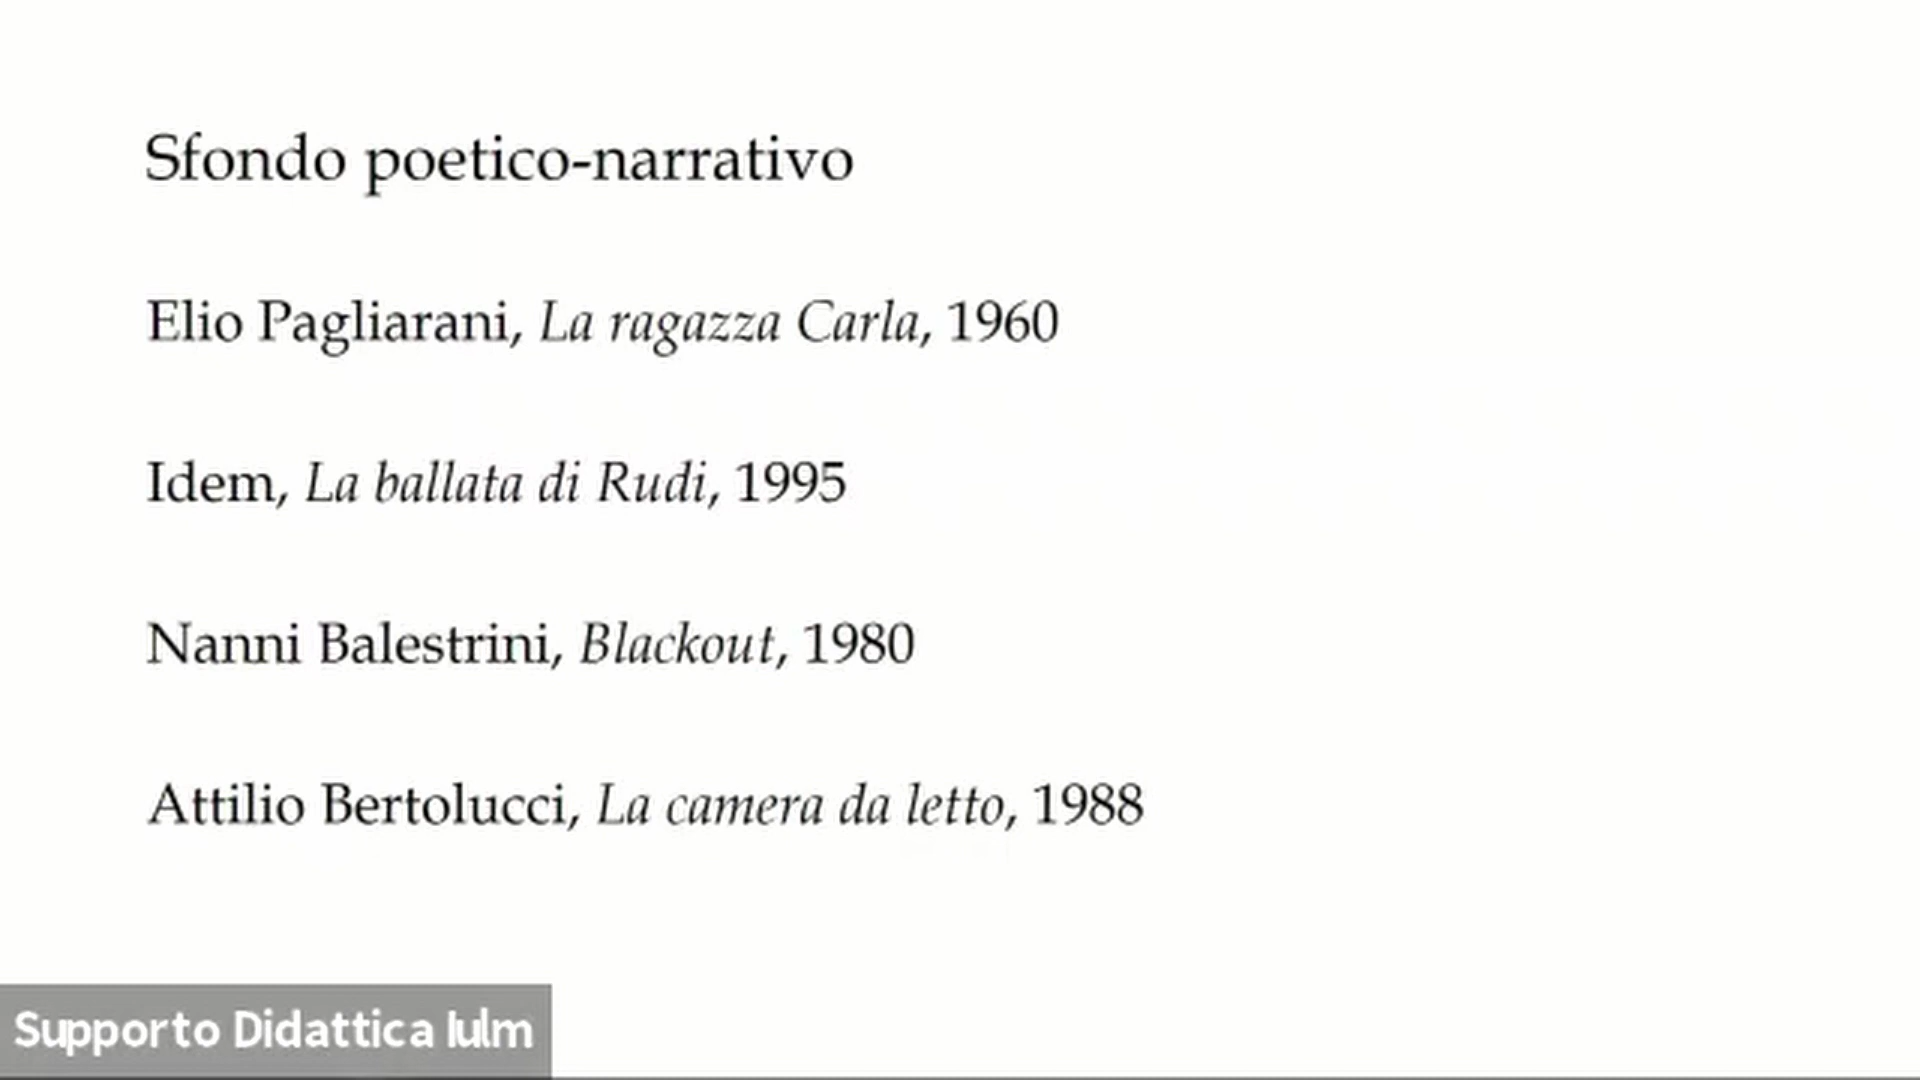 Sfondo poetico-narrativo
Elio Pagliarani, La ragazza Carla, 1960
Idem, La ballata di Rudi, 1995
Nanni Balestrini, Blackout, 1980
Attilio Bertolucci, La camera da letto, 1988
Supporto Didattica Iulm